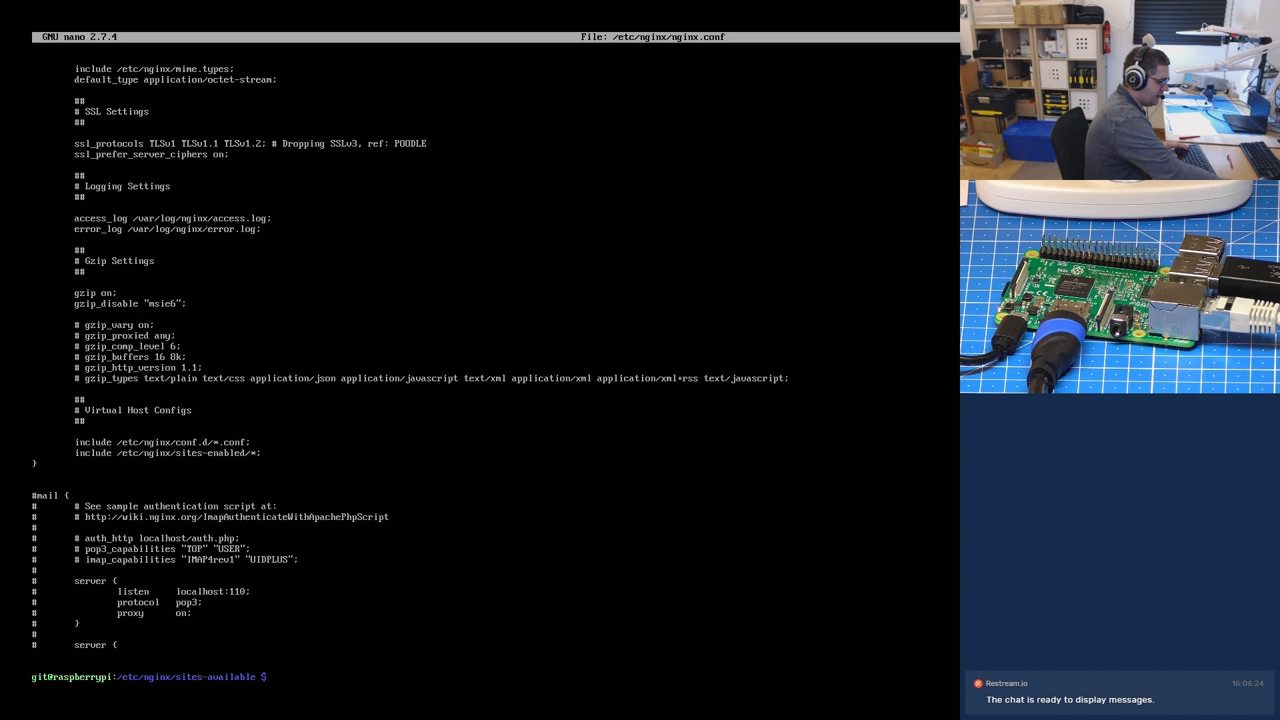 GNU nano 2.7.4 File: /etc/nginx/nginx.conf
include /etc/nginx/mime.types;
default_type application/octet-stream;
##
# SSL Settings
##
ssl_protocols TLSv1 TLSv1.1 TLSv1.2; # Dropping SSLv3, ref: POODLE
ssl_prefer_server_ciphers on;
##
# Logging Settings
##
access_log /var/log/nginx/access.log;
error_log /var/log/nginx/error.log;
##
# Gzip Settings
##
gzip on;
gzip_disable "msie6";
# gzip_vary on;
# gzip_proxied any;
# gzip_comp_level 6;
# gzip_buffers 16 8k;
# gzip_http_version 1.1;
# gzip_types text/plain text/css application/json application/javascript text/xml application/xml application/xml+rss text/javascript;
##
# Virtual Host Configs
##
include /etc/nginx/conf.d/*.conf;
include /etc/nginx/sites-enabled/*;
}
#mail {
# # See sample authentication script at:
# # http://wiki.nginx.org/ImapAuthenticateWithApachePhpScript
#
# # auth_http localhost/auth.php;
# # pop3_capabilities "TOP" "USER";
# # imap_capabilities "IMAP4rev1" "UIDPLUS";
#
# server {
# listen localhost:110;
# protocol pop3;
# proxy on;
# }
#
# server {
git@raspberrypi:/etc/nginx/sites-available $
Restream.io 15:06:24
The chat is ready to display messages.